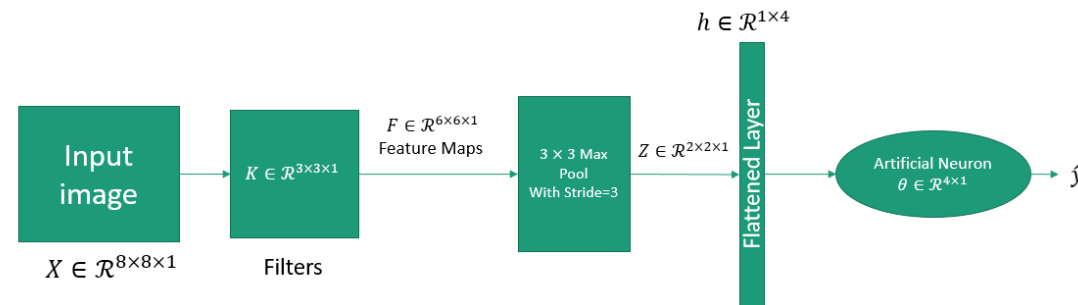 h ∈ ℛ^{1×4}
Input
image
K ∈ ℛ^{3×3×1}
F ∈ ℛ^{6×6×1}
Feature Maps
3 × 3 Max
Pool
With Stride=3
Z ∈ ℛ^{2×2×1}
Flattened Layer
Artificial Neuron
θ ∈ ℛ^{4×1}
ŷ
X ∈ ℛ^{8×8×1}
Filters